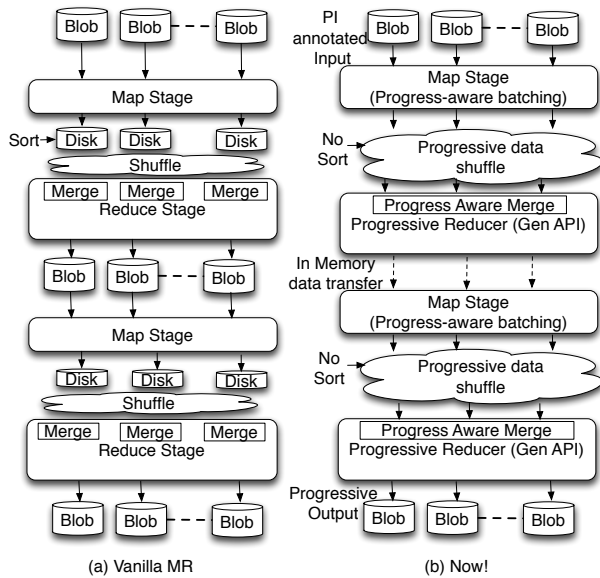 Blob Blob Blob
Map Stage
Sort Disk Disk Disk
Shuffle
Merge Merge Merge
Reduce Stage
Blob Blob Blob
Map Stage
Disk Disk Disk
Shuffle
Merge Merge Merge
Reduce Stage
Blob Blob Blob
(a) Vanilla MR
PI
annotated
Input
Blob Blob Blob
Map Stage
(Progress-aware batching)
No
Sort
Progressive data
shuffle
Progress Aware Merge
Progressive Reducer (Gen API)
In Memory
data transfer
Map Stage
(Progress-aware batching)
No
Sort
Progressive data
shuffle
Progress Aware Merge
Progressive Reducer (Gen API)
Progressive
Output
Blob Blob Blob
(b) Now!